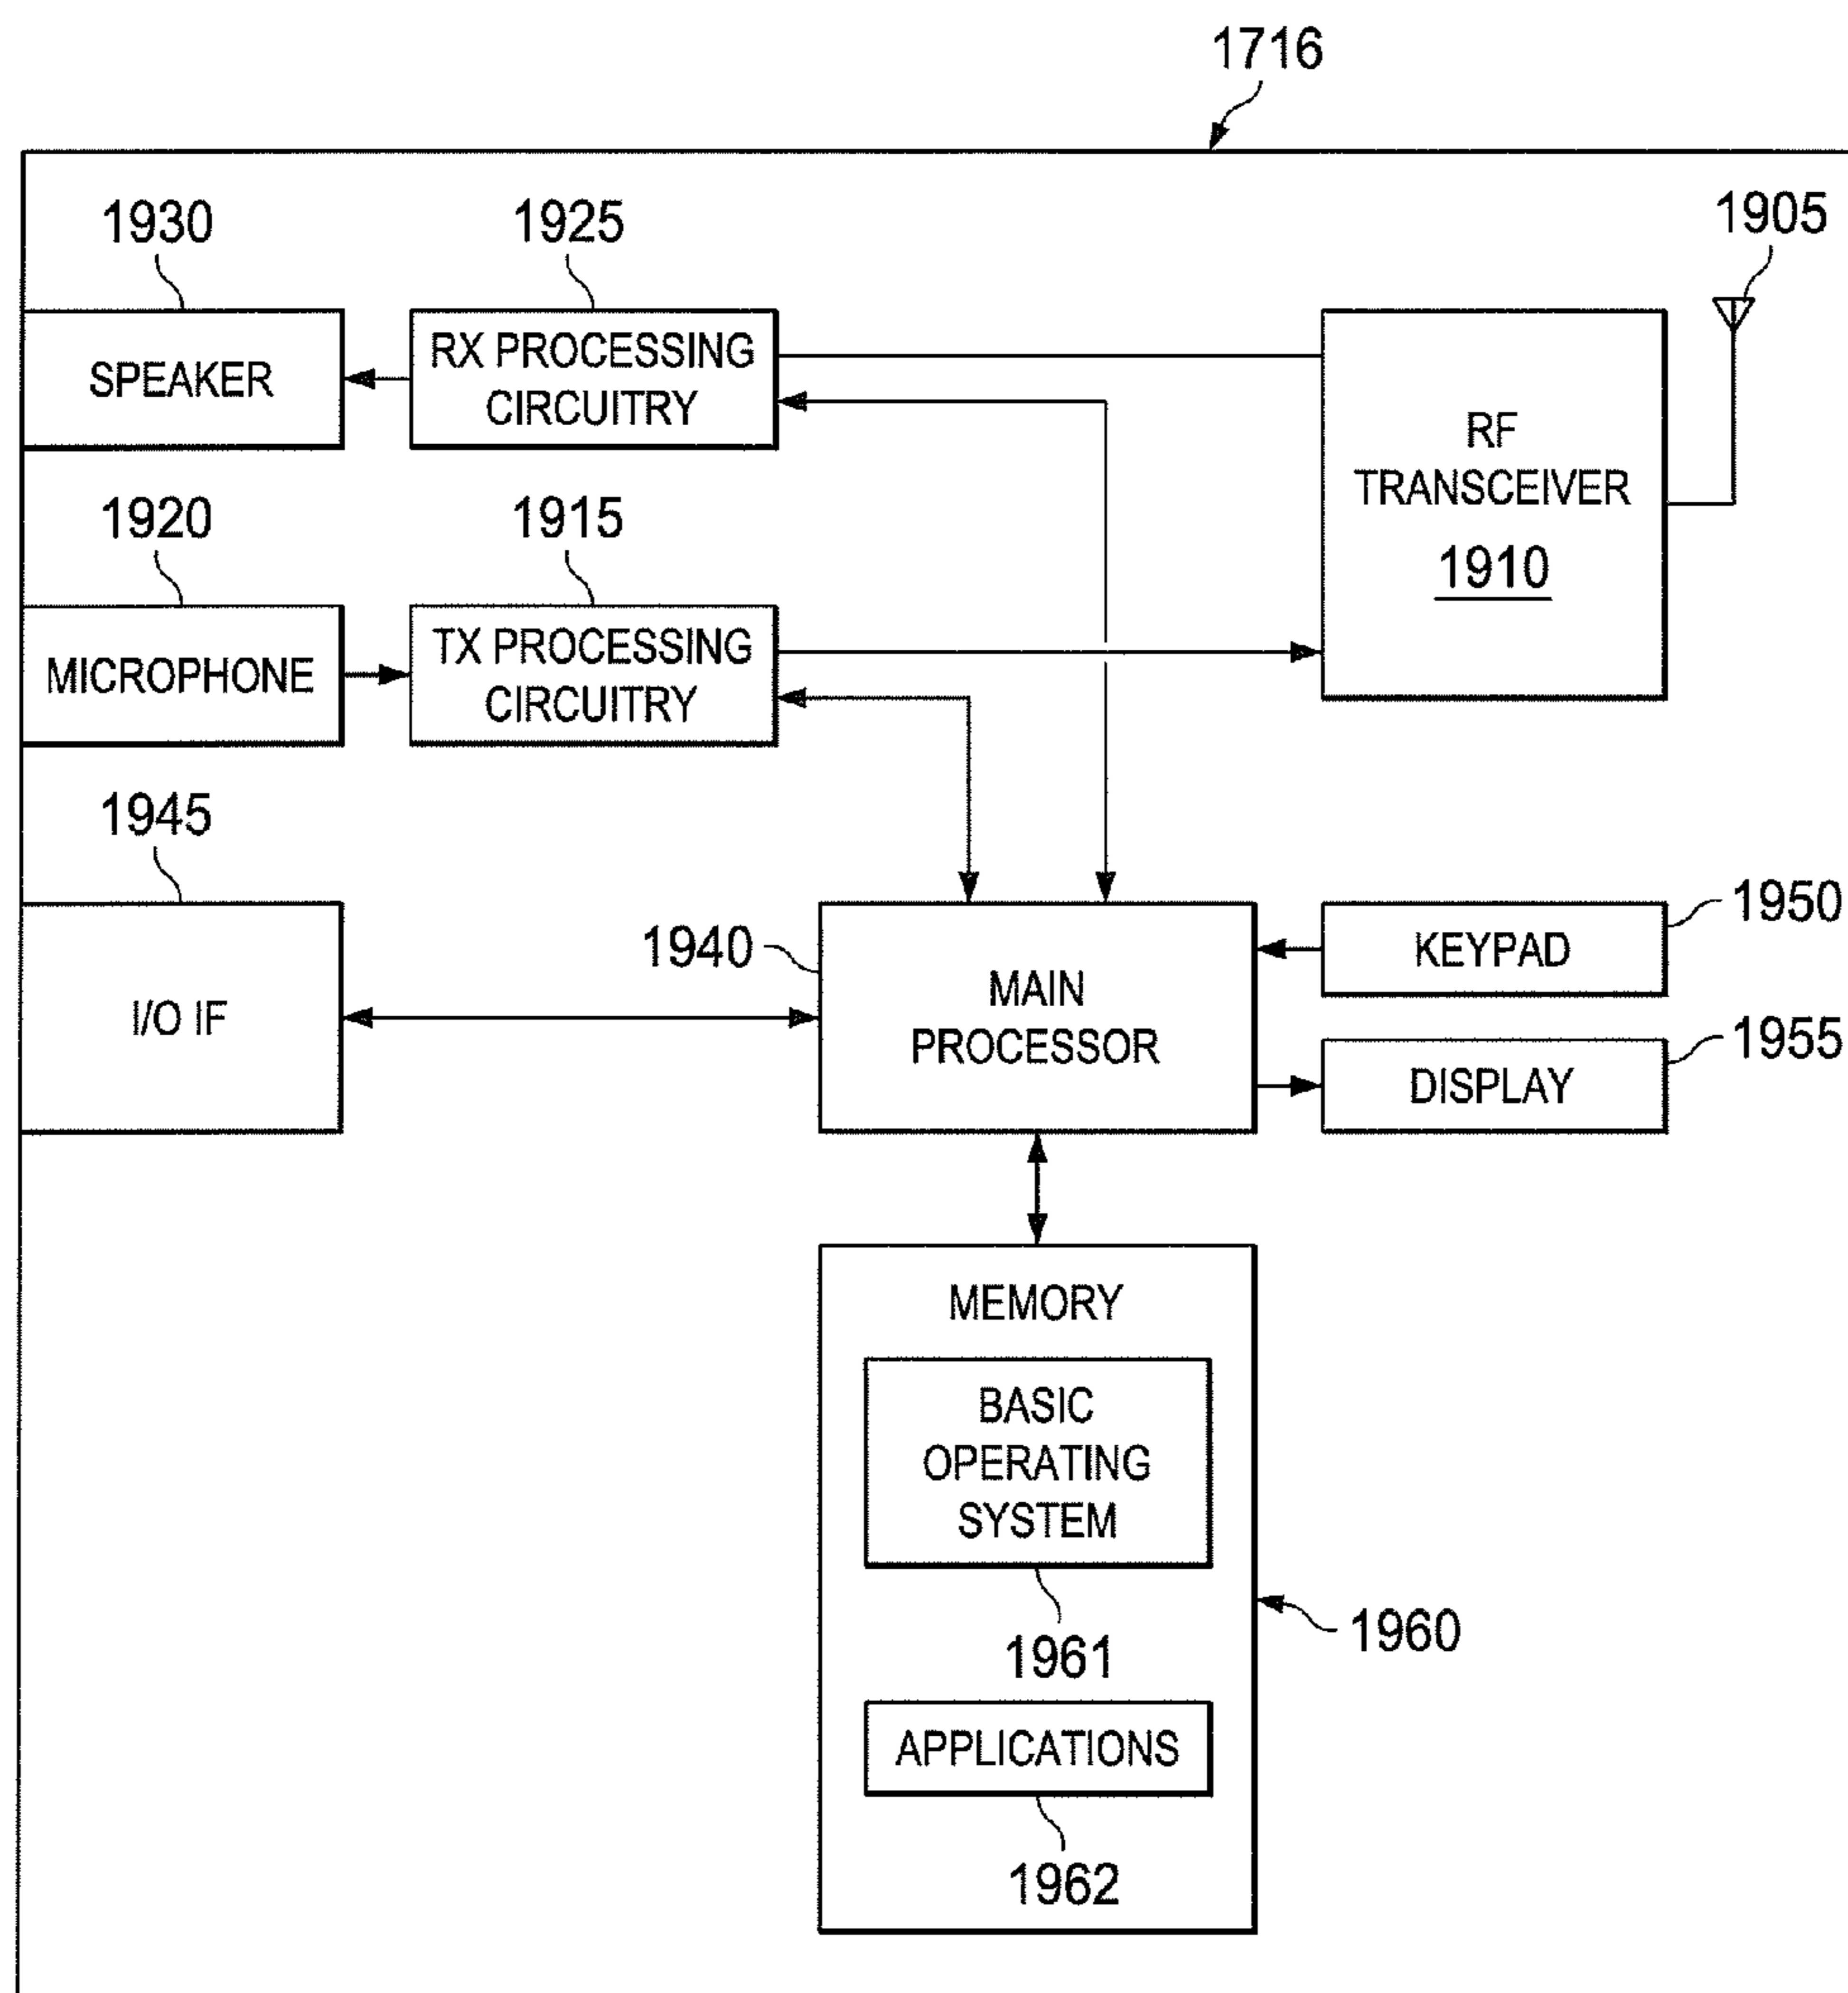 1716
1930
1925
1905
SPEAKER
RX PROCESSING
CIRCUITRY
RF
TRANSCEIVER
1910
1920
1915
MICROPHONE
TX PROCESSING
CIRCUITRY
1945
I/O IF
1940
MAIN
PROCESSOR
KEYPAD
1950
DISPLAY
1955
MEMORY
BASIC
OPERATING
SYSTEM
1961
1960
APPLICATIONS
1962